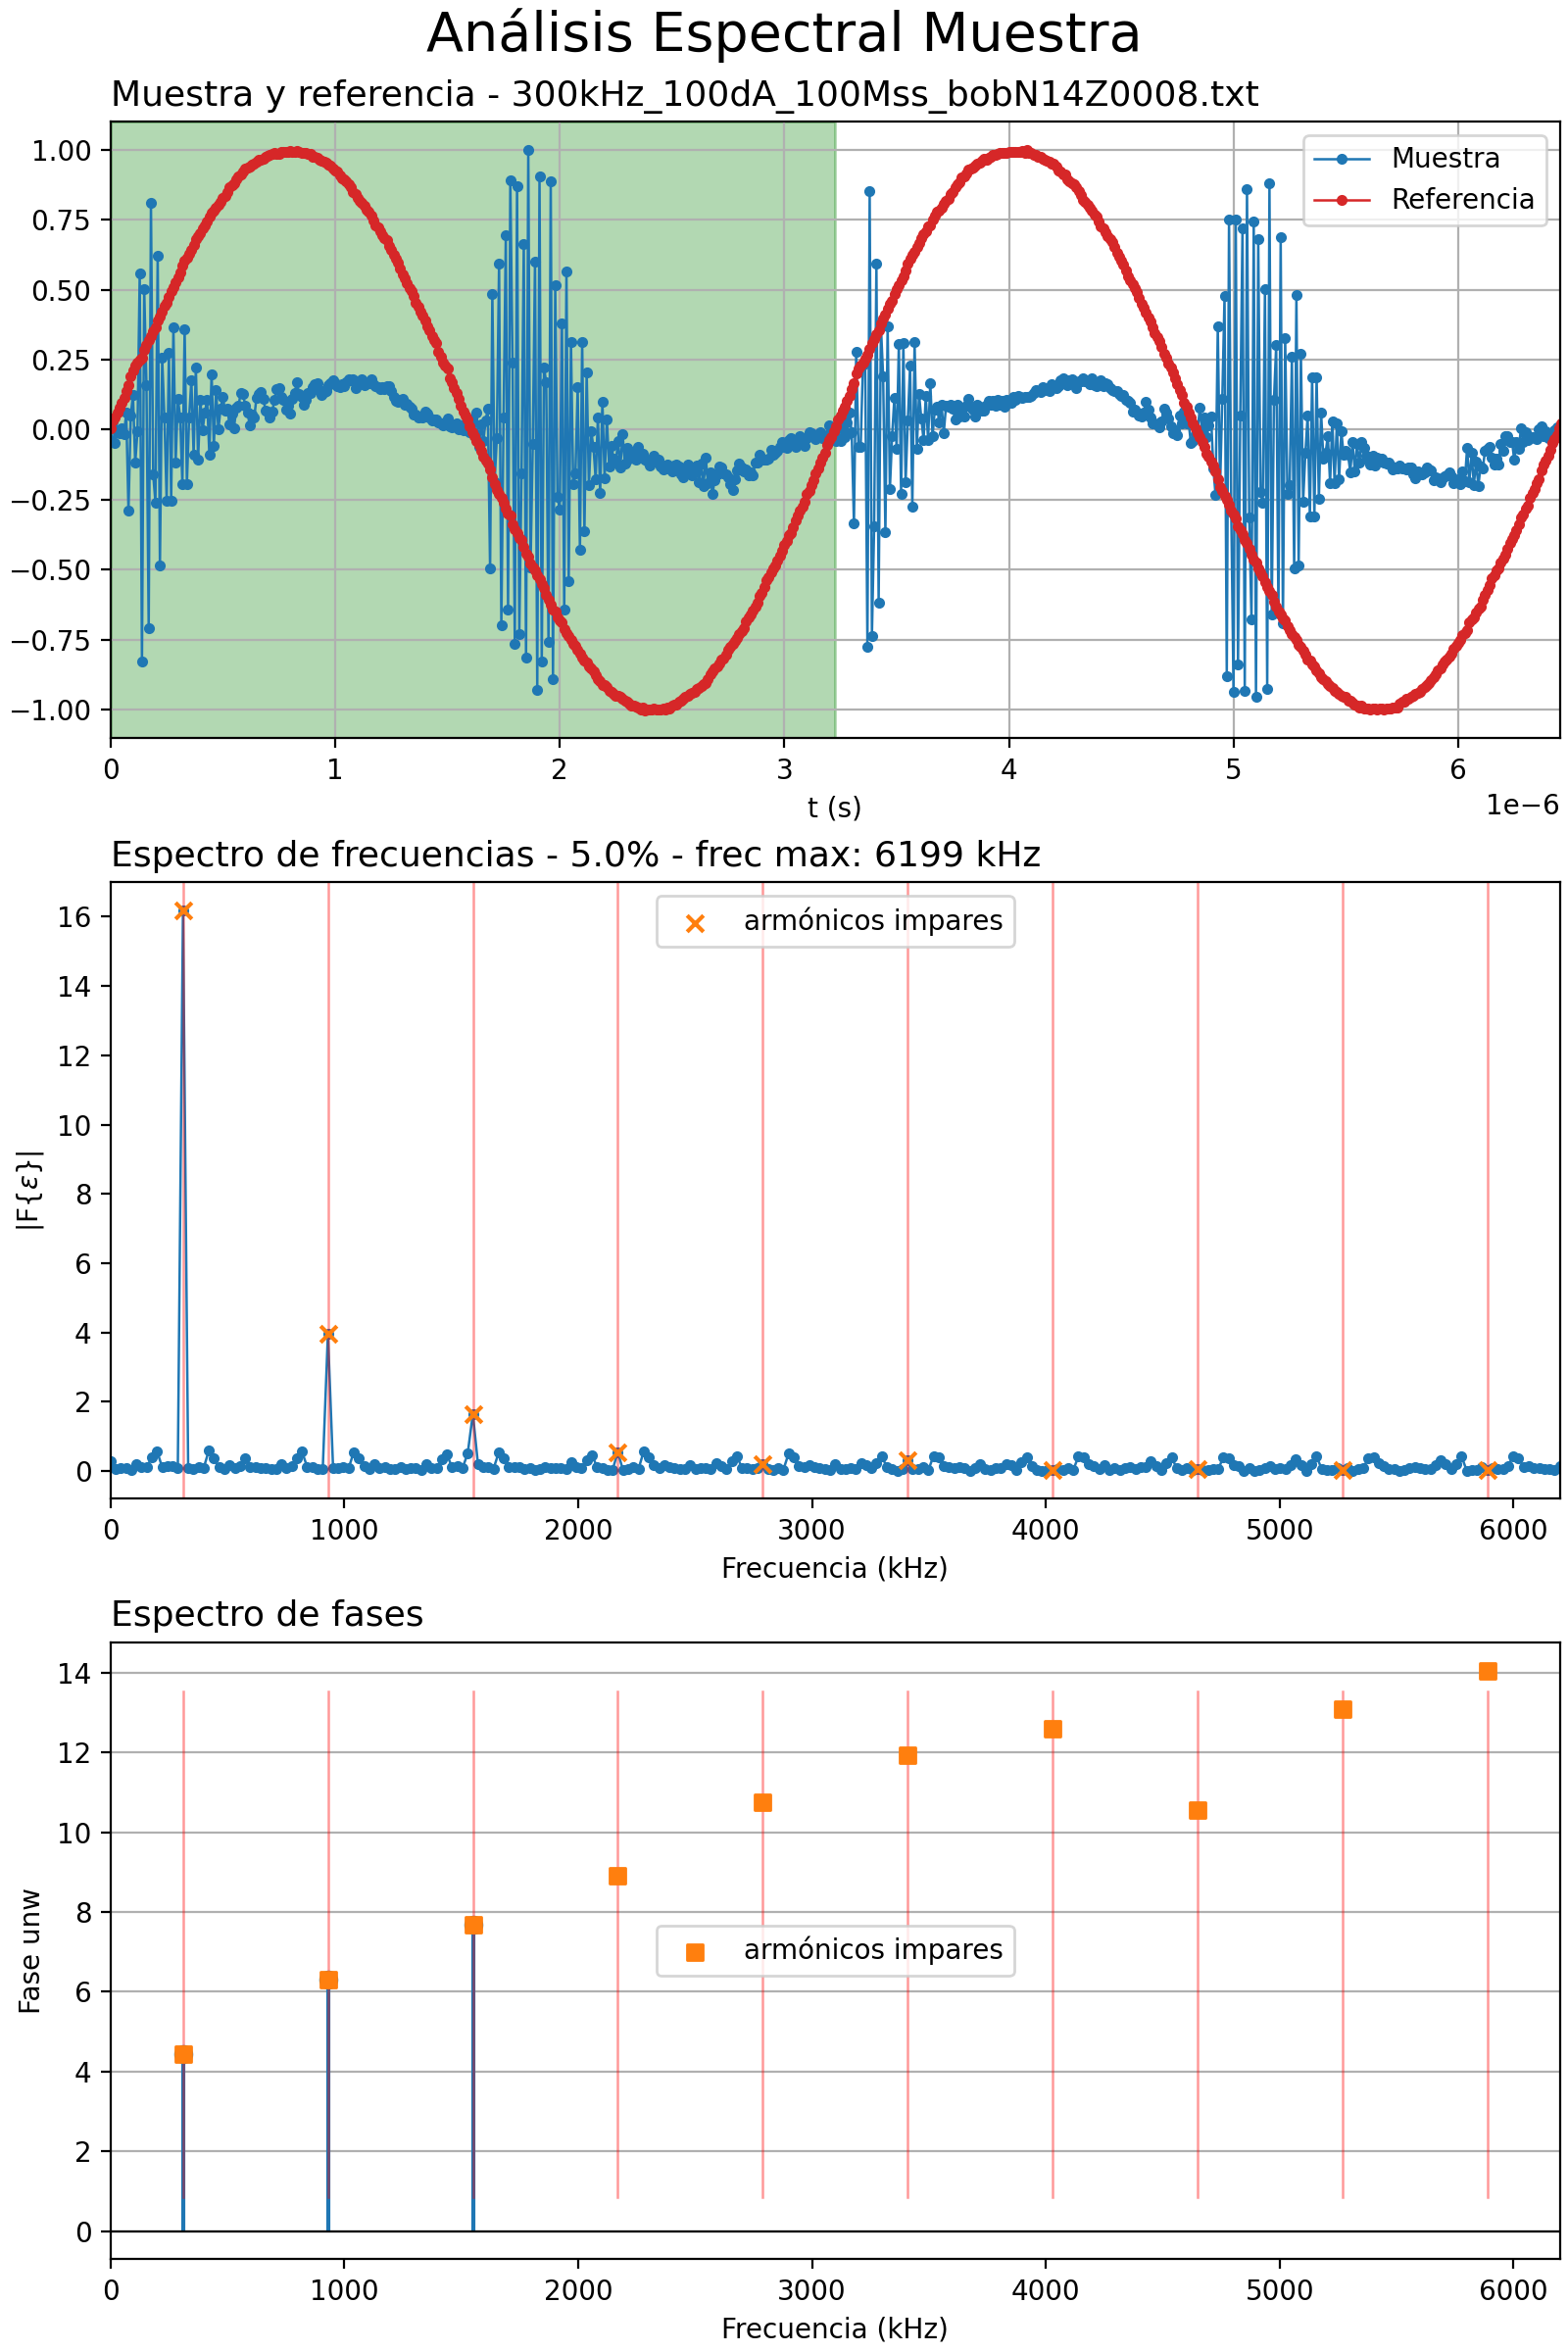 Análisis Espectral Muestra
Muestra y referencia - 300kHz_100dA_100Mss_bobN14Z0008.txt
1.00
0.75
0.50
0.25
0.00
−0.25
−0.50
−0.75
−1.00
Muestra
Referencia
0 1 2 3 4 5 6
t (s)
1e−6
Espectro de frecuencias - 5.0% - frec max: 6199 kHz
16
14
12
10
8
6
4
2
0
|F{ε}|
armónicos impares
0 1000 2000 3000 4000 5000 6000
Frecuencia (kHz)
Espectro de fases
14
12
10
8
6
4
2
0
Fase unw
armónicos impares
0 1000 2000 3000 4000 5000 6000
Frecuencia (kHz)